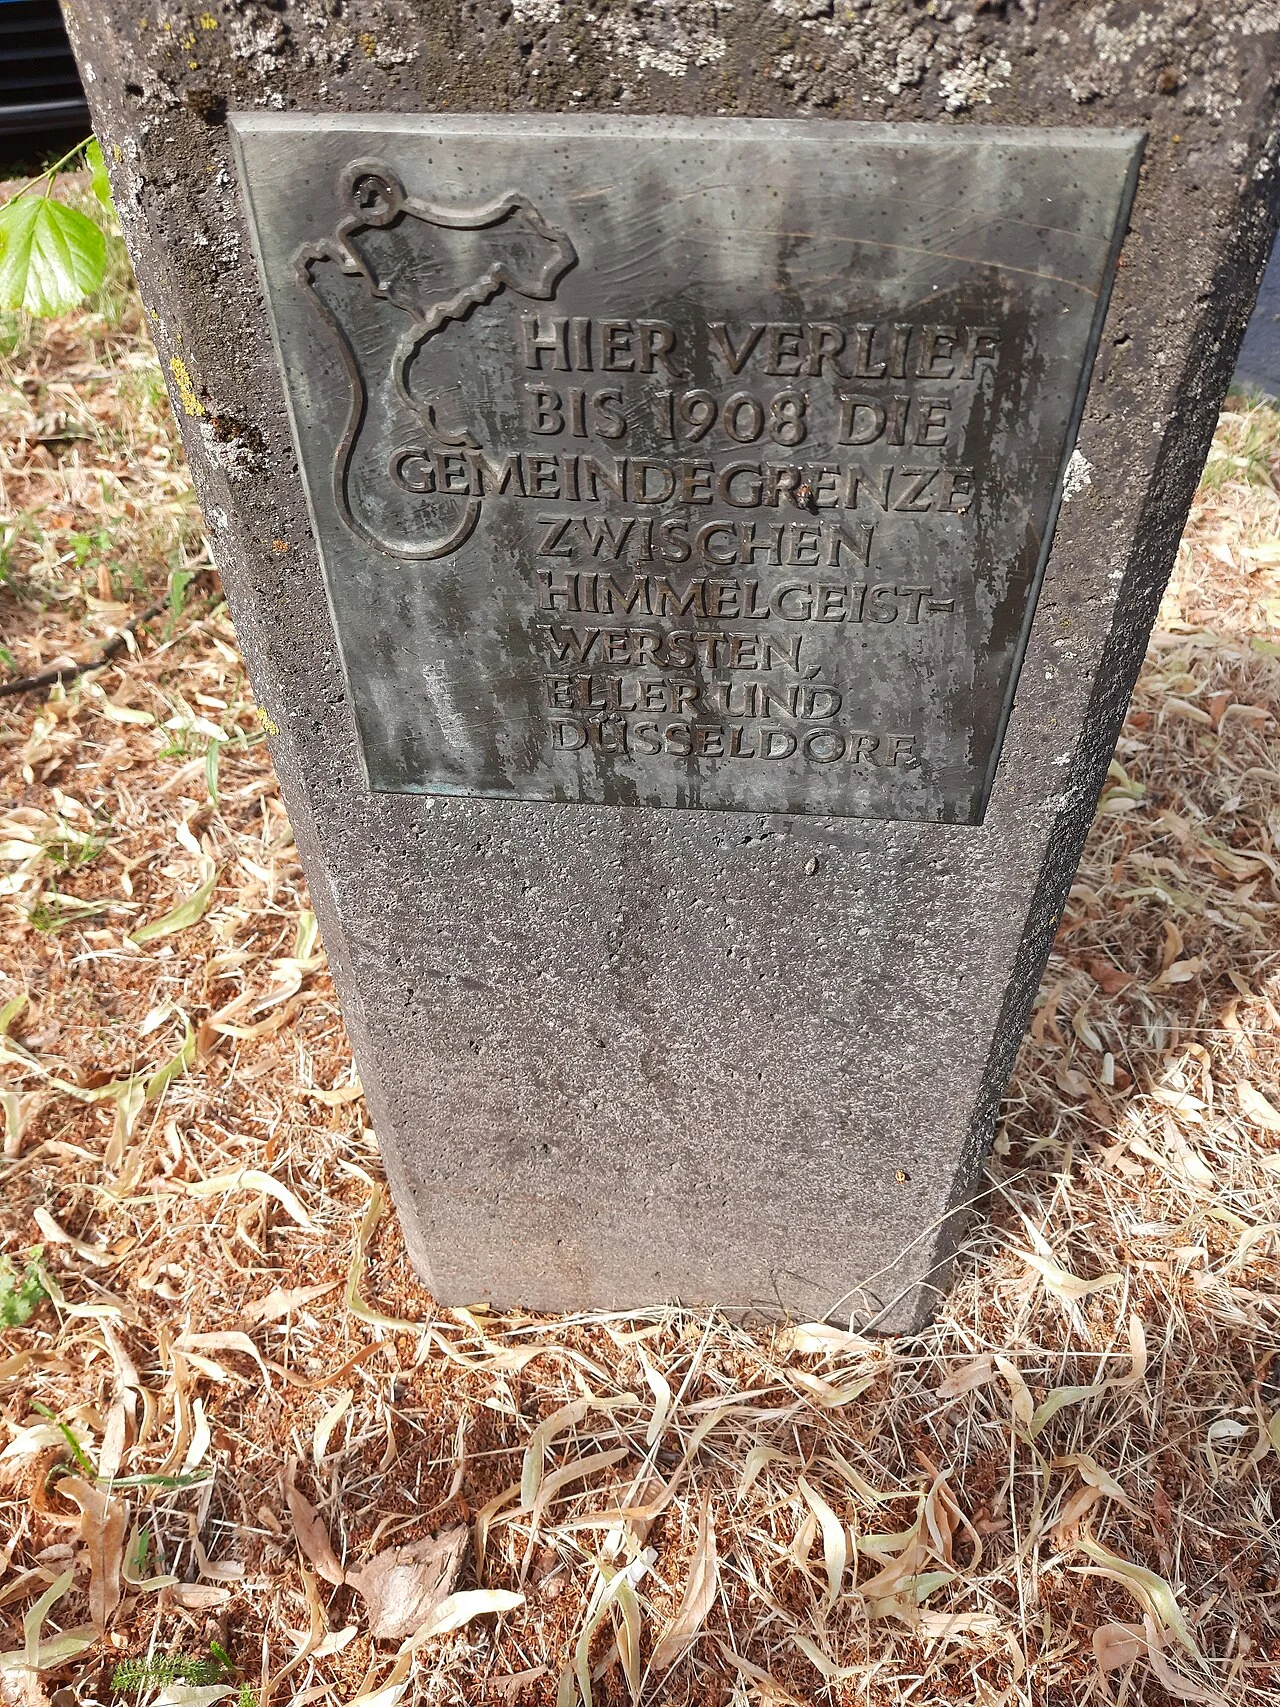 HIER VERLIEF
BIS 1908 DIE
GEMEINDEGRENZE
ZWISCHEN
HIMMELGEIST-
WERSTEN,
ELLER UND
DÜSSELDORF.